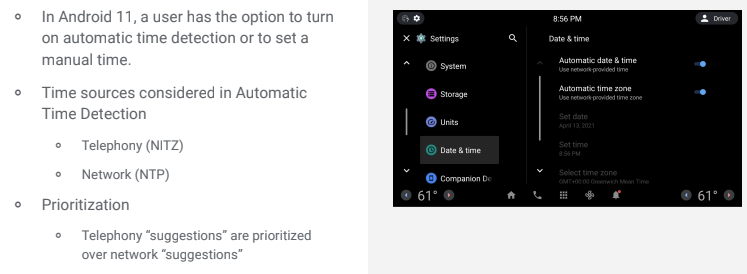 In Android 11, a user has the option to turn
on automatic time detection or to set a
manual time.
Time sources considered in Automatic
Time Detection
Telephony (NITZ)
Network (NTP)
Prioritization
Telephony “suggestions” are prioritized
over network “suggestions”
8:56 PM
Driver
Settings
Date & time
System
Storage
Units
Date & time
Companion De
Automatic date & time
Use network-provided time
Automatic time zone
Use network-provided time zone
Set date
April 13, 2021
Set time
8:56 PM
Select time zone
GMT+00:00 Greenwich Mean Time
61°
61°